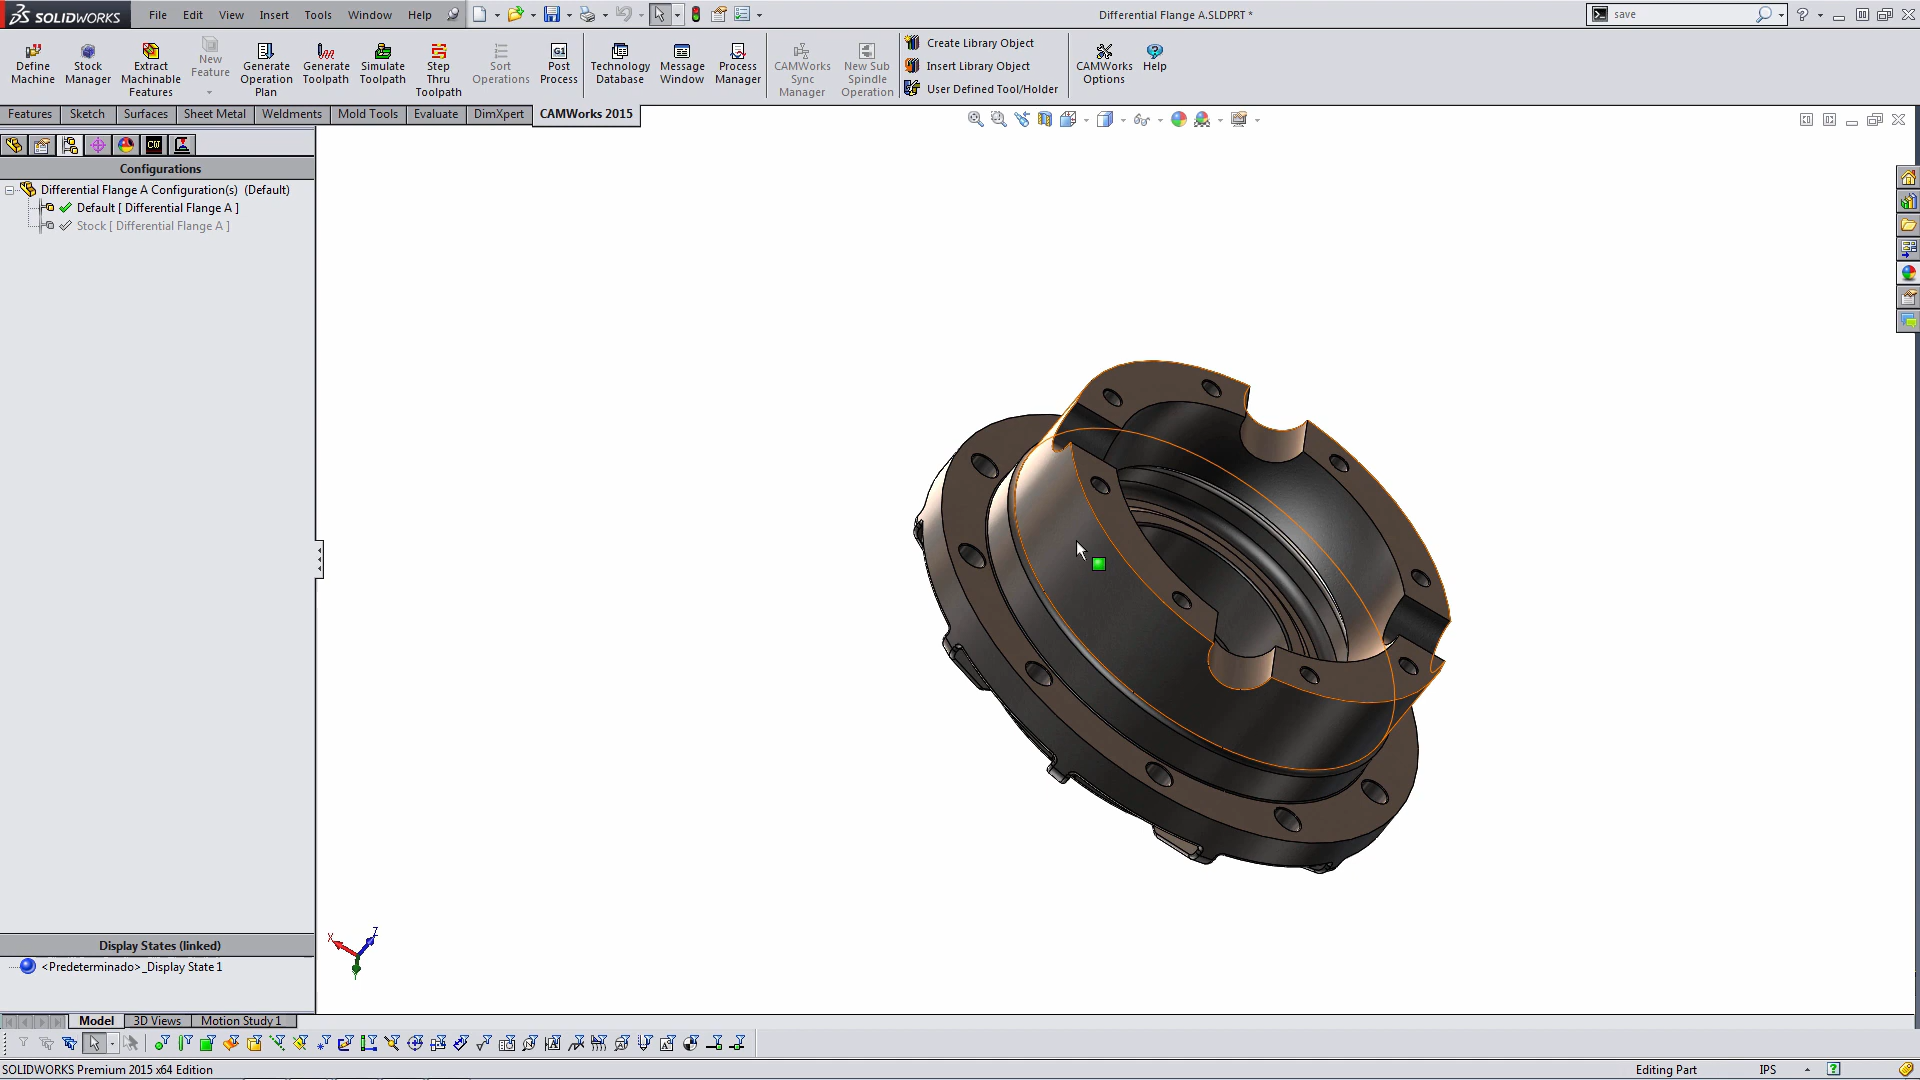 SOLIDWORKS File Edit View Insert Tools Window Help Differential Flange A.SLDPRT * save
Define Machine
Stock Manager
Extract Machinable Features
New Feature
Generate Operation Plan
Generate Toolpath
Simulate Toolpath
Step Thru Toolpath
Sort Operations
G1
Post Process
Technology Database
Message Window
Process Manager
CAMWorks Sync Manager
New Sub Spindle Operation
Create Library Object
Insert Library Object
User Defined Tool/Holder
CAMWorks Options
Help
Features Sketch Surfaces Sheet Metal Weldments Mold Tools Evaluate DimXpert CAMWorks 2015
CW
Configurations
Differential Flange A Configuration(s) (Default)
Default [ Differential Flange A ]
Stock [ Differential Flange A ]
X Z
Y
Display States (linked)
<Predeterminado>_Display State 1
Model 3D Views Motion Study 1
SOLIDWORKS Premium 2015 x64 Edition Editing Part IPS